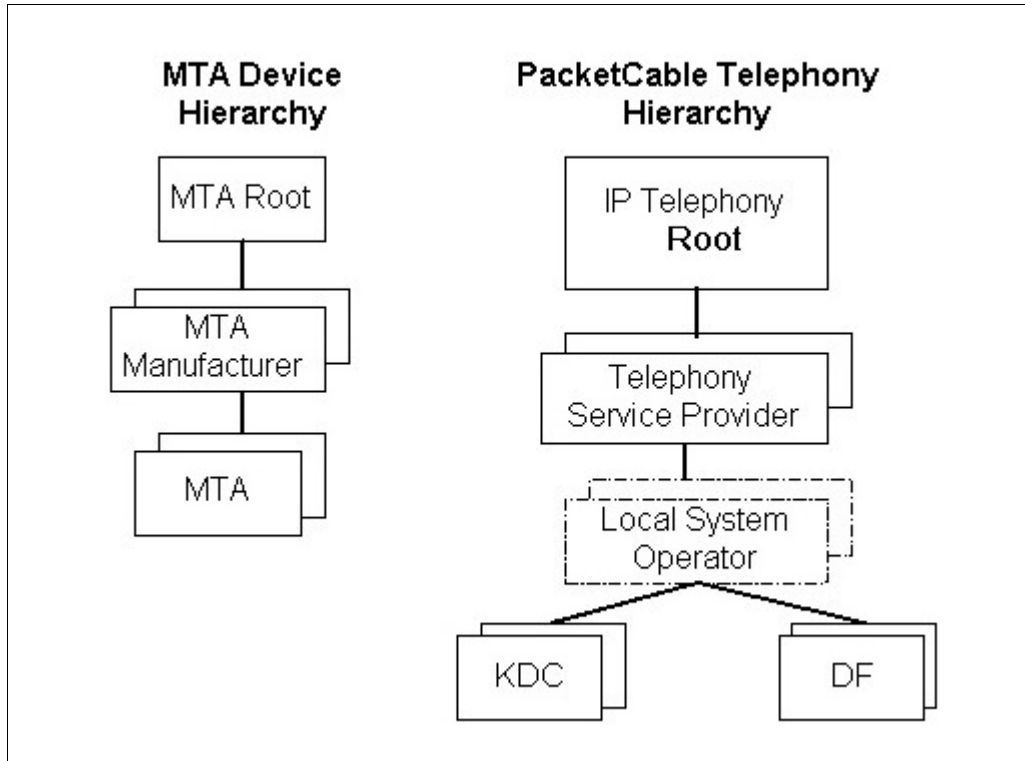 MTA Device
Hierarchy
MTA Root
MTA
Manufacturer
MTA
PacketCable Telephony
Hierarchy
IP Telephony
Root
Telephony
Service Provider
Local System
Operator
KDC
DF